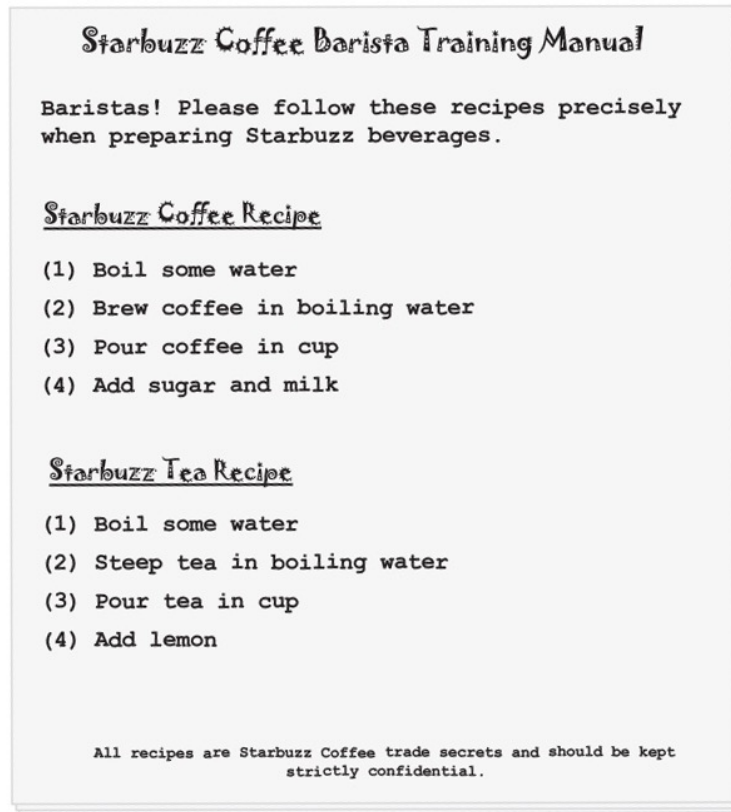 Starbuzz Coffee Barista Training Manual
Baristas! Please follow these recipes precisely
when preparing Starbuzz beverages.
Starbuzz Coffee Recipe
(1) Boil some water
(2) Brew coffee in boiling water
(3) Pour coffee in cup
(4) Add sugar and milk
Starbuzz Tea Recipe
(1) Boil some water
(2) Steep tea in boiling water
(3) Pour tea in cup
(4) Add lemon
All recipes are Starbuzz Coffee trade secrets and should be kept
strictly confidential.